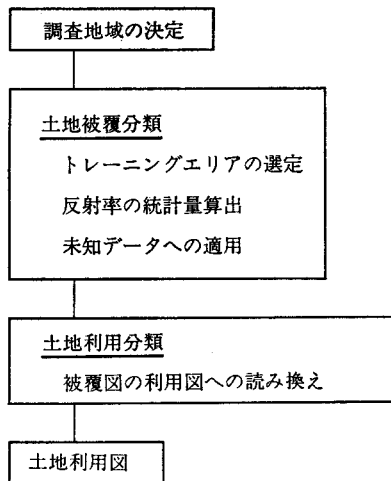 調査地域の決定
土地被覆分類
トレーニングエリアの選定
反射率の統計量算出
未知データへの適用
土地利用分類
被覆図の利用図への読み換え
土地利用図